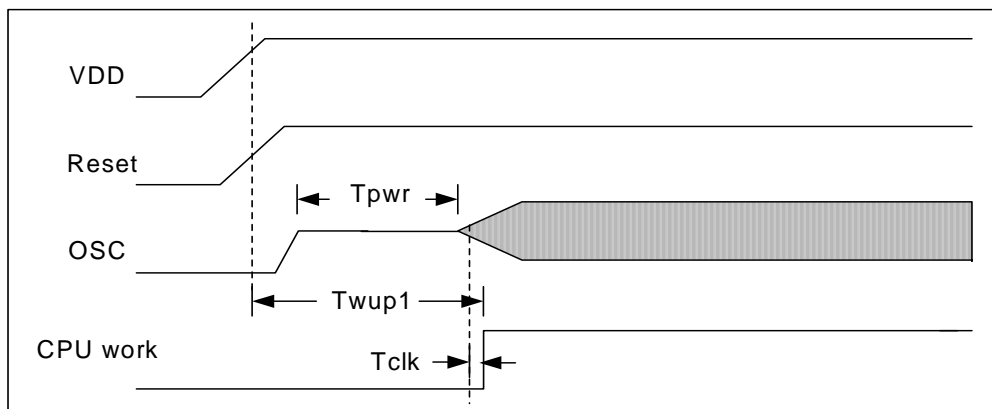 VDD
Reset
Tpwr
OSC
Twup1
CPU work
Tclk